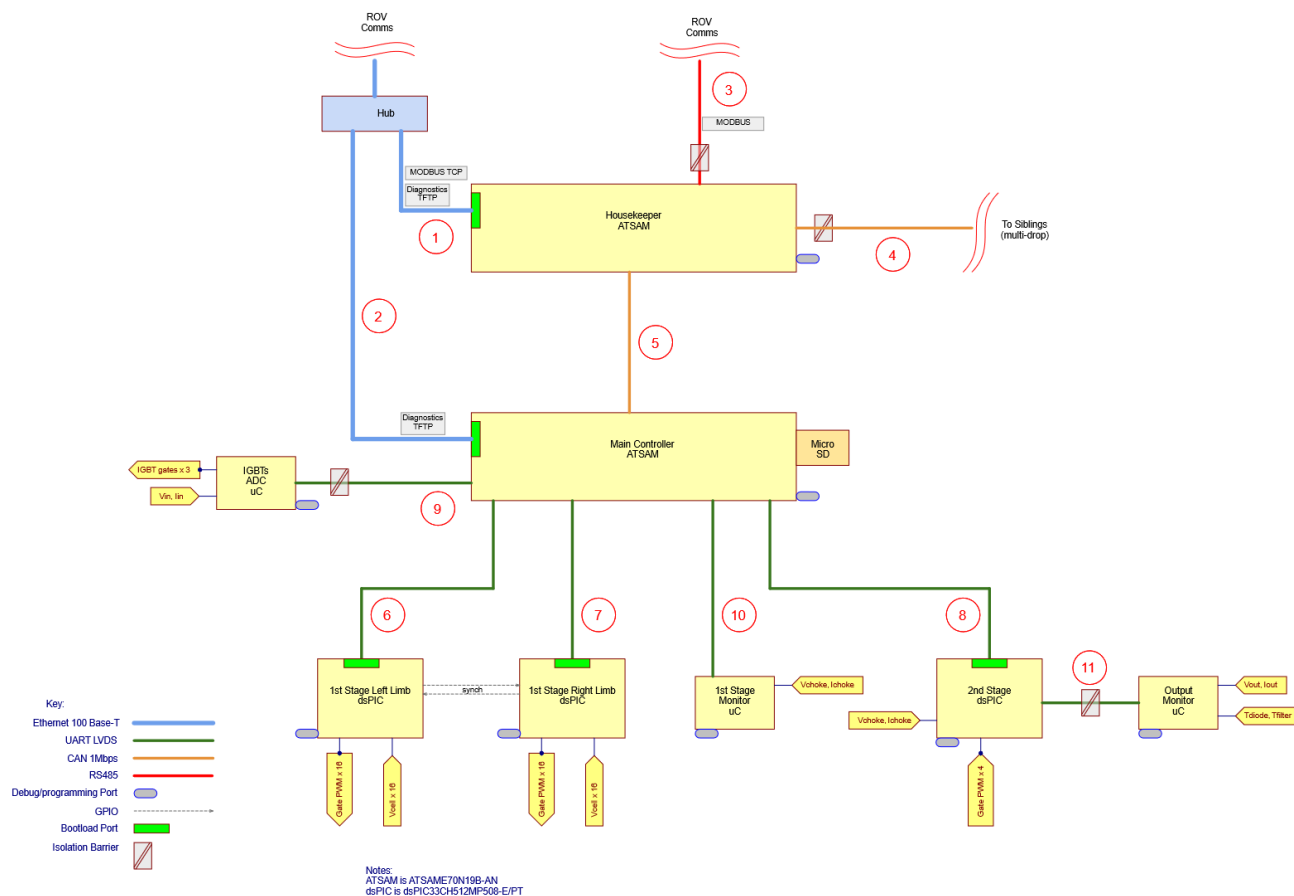 ROV
Comms
ROV
Comms
3
Hub
MODBUS
MODBUS TCP
Diagnostics
TFTP
Housekeeper
ATSAM
To Siblings
(multi-drop)
1
4
2
5
Diagnostics
TFTP
Main Controller
ATSAM
Micro
SD
IGBT gates x 3
IGBTs
ADC
uC
Vin, Iin
9
6
7
10
8
11
1st Stage Left Limb
dsPIC
synch
1st Stage Right Limb
dsPIC
1st Stage
Monitor
uC
Vchoke, Ichoke
2nd Stage
dsPIC
Vchoke, Ichoke
Output
Monitor
uC
Vout, Iout
Tdiode, Tfilter
Gate PWM x 16
Vcell x 16
Gate PWM x 16
Vcell x 16
Gate PWM x 4
Key:
Ethernet 100 Base-T
UART LVDS
CAN 1Mbps
RS485
Debug/programming Port
GPIO
Bootload Port
Isolation Barrier
Notes:
ATSAM is ATSAME70N19B-AN
dsPIC is dsPIC33CH512MP508-E/PT